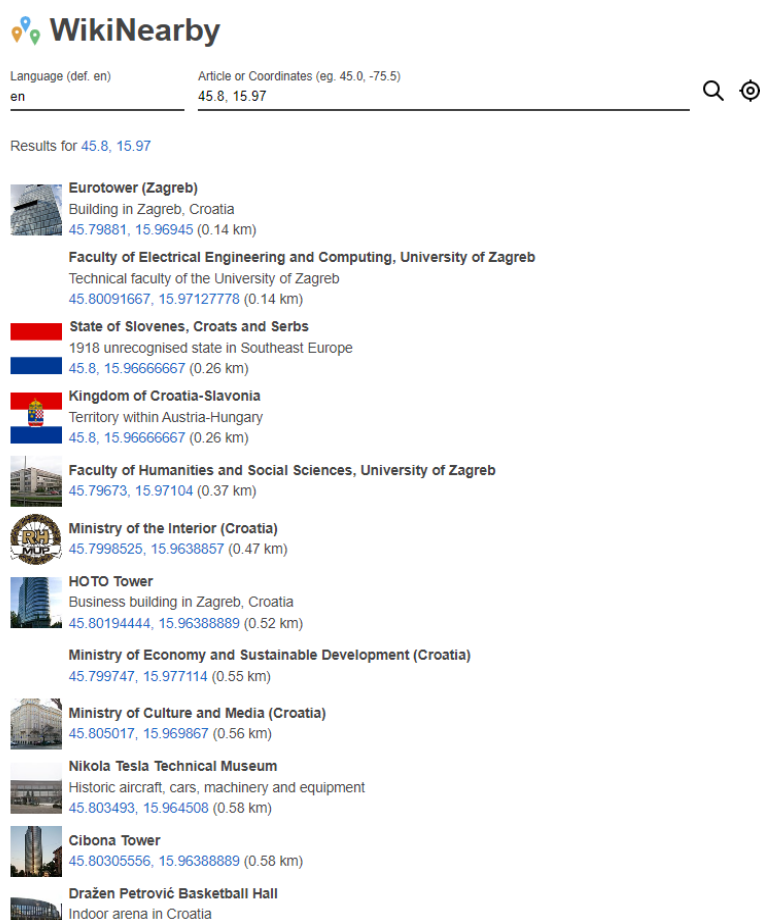 WikiNearby
Language (def. en)
Article or Coordinates (eg. 45.0, -75.5)
en
45.8, 15.97
Results for 45.8, 15.97
Eurotower (Zagreb)
Building in Zagreb, Croatia
45.79881, 15.96945 (0.14 km)
Faculty of Electrical Engineering and Computing, University of Zagreb
Technical faculty of the University of Zagreb
45.80091667, 15.97127778 (0.14 km)
State of Slovenes, Croats and Serbs
1918 unrecognised state in Southeast Europe
45.8, 15.96666667 (0.26 km)
Kingdom of Croatia-Slavonia
Territory within Austria-Hungary
45.8, 15.96666667 (0.26 km)
Faculty of Humanities and Social Sciences, University of Zagreb
45.79673, 15.97104 (0.37 km)
RH
MUP
Ministry of the Interior (Croatia)
45.7998525, 15.9638857 (0.47 km)
HOTO Tower
Business building in Zagreb, Croatia
45.80194444, 15.96388889 (0.52 km)
Ministry of Economy and Sustainable Development (Croatia)
45.799747, 15.977114 (0.55 km)
Ministry of Culture and Media (Croatia)
45.805017, 15.969867 (0.56 km)
Nikola Tesla Technical Museum
Historic aircraft, cars, machinery and equipment
45.803493, 15.964508 (0.58 km)
Cibona Tower
45.80305556, 15.96388889 (0.58 km)
Dražen Petrović Basketball Hall
Indoor arena in Croatia